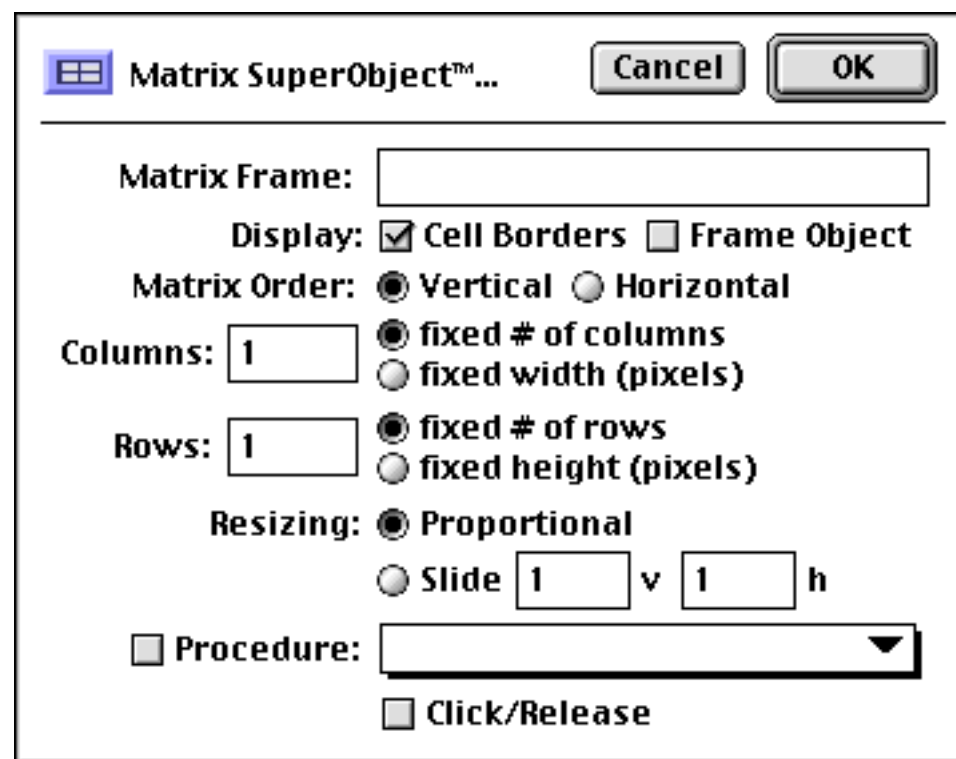 Matrix SuperObject™... Cancel OK
Matrix Frame:
Display: Cell Borders Frame Object
Matrix Order: Vertical Horizontal
Columns: 1 fixed # of columns
fixed width (pixels)
Rows: 1 fixed # of rows
fixed height (pixels)
Resizing: Proportional
Slide 1 v 1 h
Procedure:
Click/Release